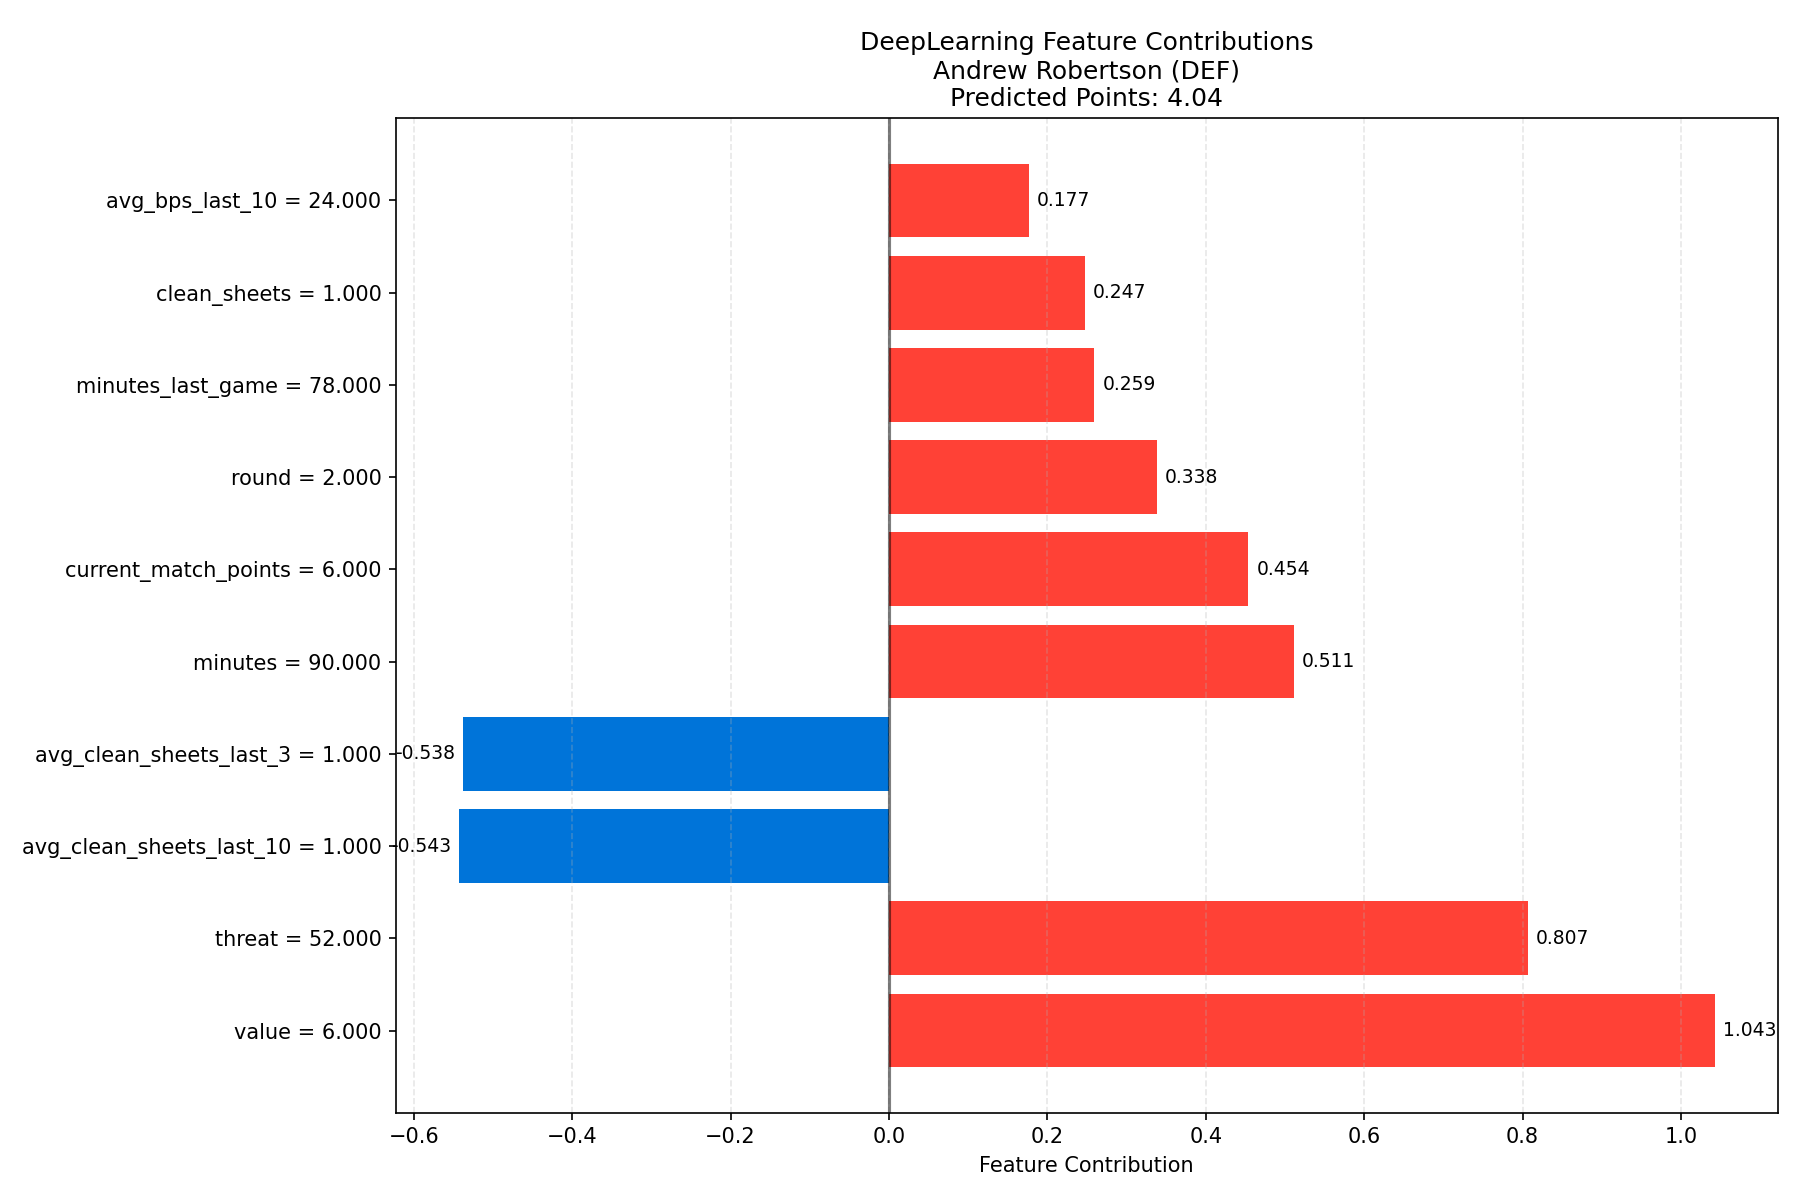 DeepLearning Feature Contributions
Andrew Robertson (DEF)
Predicted Points: 4.04
avg_bps_last_10 = 24.000
0.177
clean_sheets = 1.000
0.247
minutes_last_game = 78.000
0.259
round = 2.000
0.338
current_match_points = 6.000
0.454
minutes = 90.000
0.511
avg_clean_sheets_last_3 = 1.000
−0.538
avg_clean_sheets_last_10 = 1.000
−0.543
threat = 52.000
0.807
value = 6.000
1.043
−0.6 −0.4 −0.2 0.0 0.2 0.4 0.6 0.8 1.0
Feature Contribution